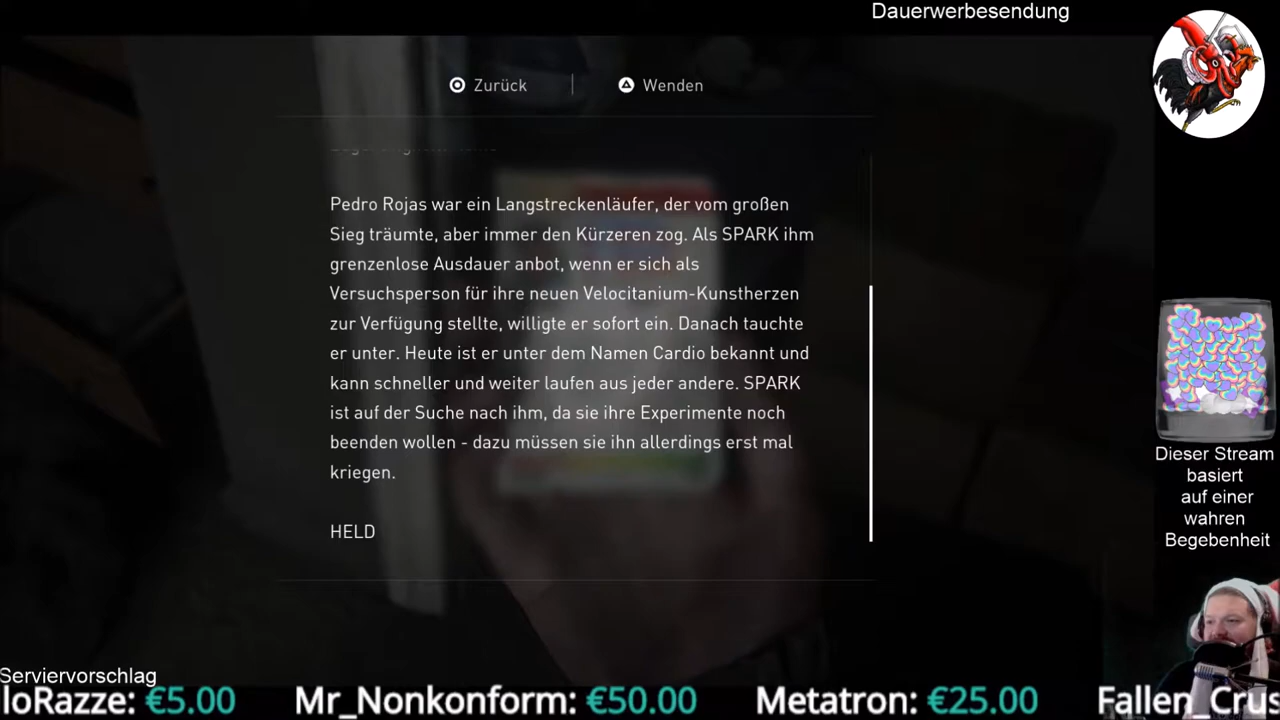 Dauerwerbesendung
Zurück
Wenden
Pedro Rojas war ein Langstreckenläufer, der vom großen
Sieg träumte, aber immer den Kürzeren zog. Als SPARK ihm
grenzenlose Ausdauer anbot, wenn er sich als
Versuchsperson für ihre neuen Velocitanium-Kunstherzen
zur Verfügung stellte, willigte er sofort ein. Danach tauchte
er unter. Heute ist er unter dem Namen Cardio bekannt und
kann schneller und weiter laufen aus jeder andere. SPARK
ist auf der Suche nach ihm, da sie ihre Experimente noch
beenden wollen - dazu müssen sie ihn allerdings erst mal
kriegen.
HELD
Dieser Stream
basiert
auf einer
wahren
Begebenheit
Serviervorschlag
loRazze: €5.00 Mr_Nonkonform: €50.00 Metatron: €25.00 Fallen_Crus